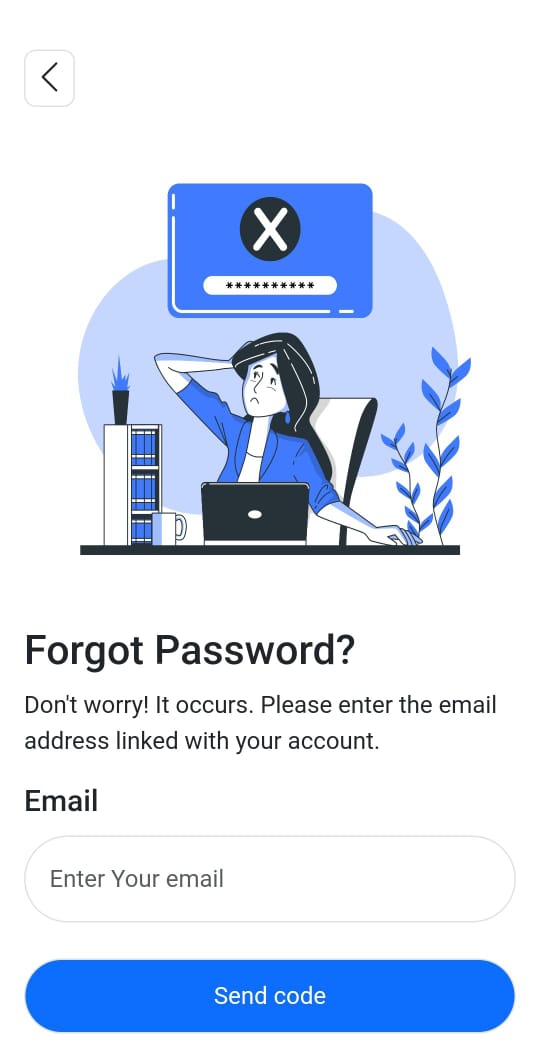 X
**********
Forgot Password?
Don't worry! It occurs. Please enter the email
address linked with your account.
Email
Enter Your email
Send code